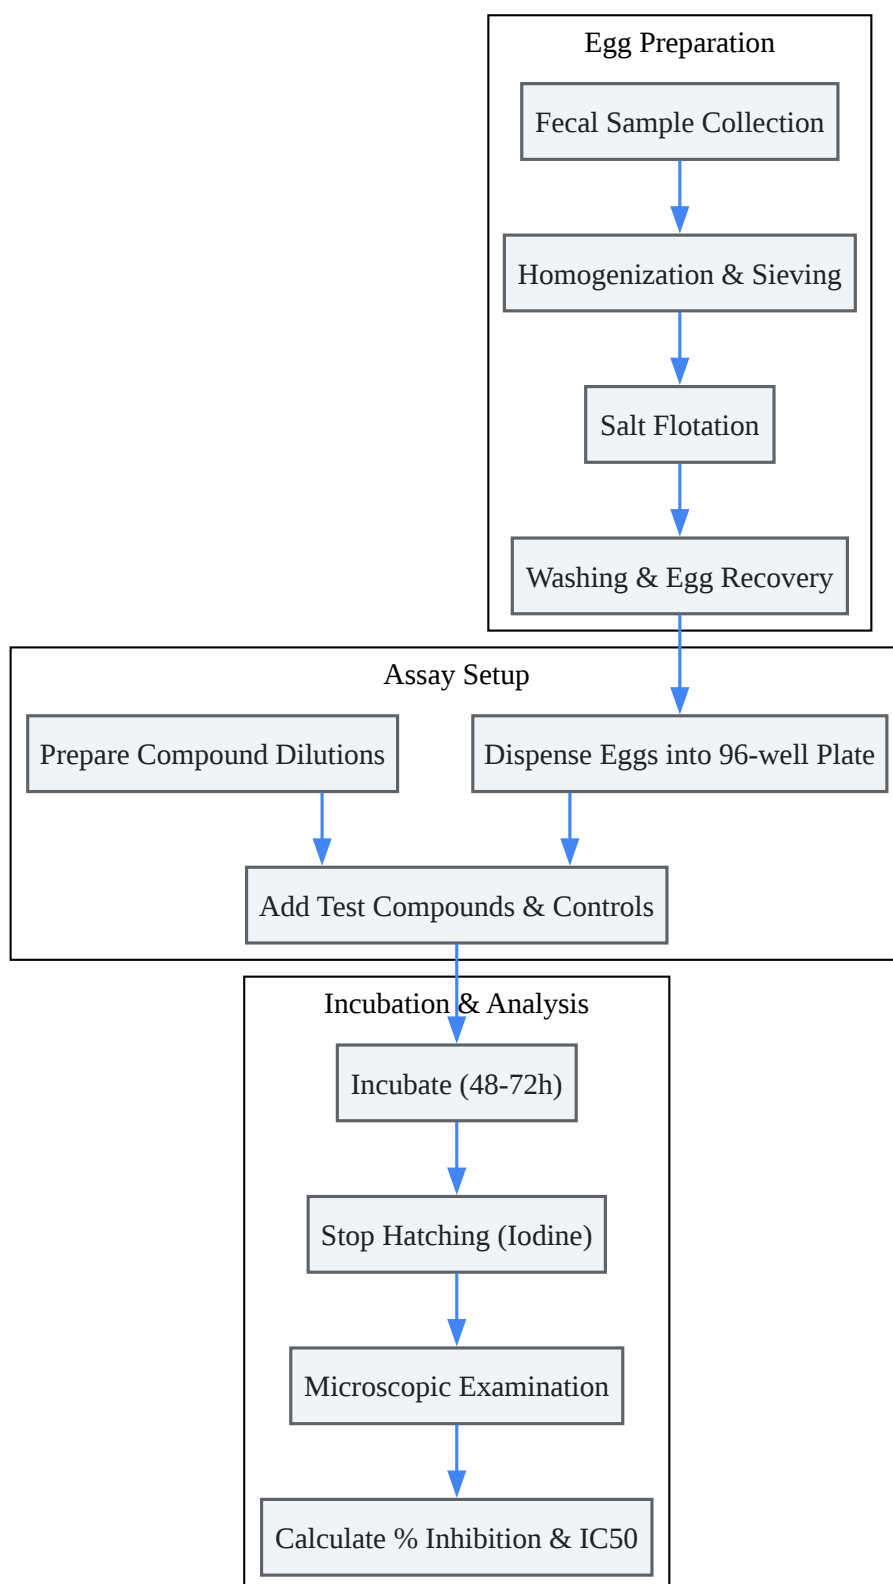 Egg Preparation
Fecal Sample Collection
Homogenization & Sieving
Salt Flotation
Washing & Egg Recovery
Assay Setup
Prepare Compound Dilutions
Dispense Eggs into 96-well Plate
Add Test Compounds & Controls
Incubation & Analysis
Incubate (48-72h)
Stop Hatching (Iodine)
Microscopic Examination
Calculate % Inhibition & IC50